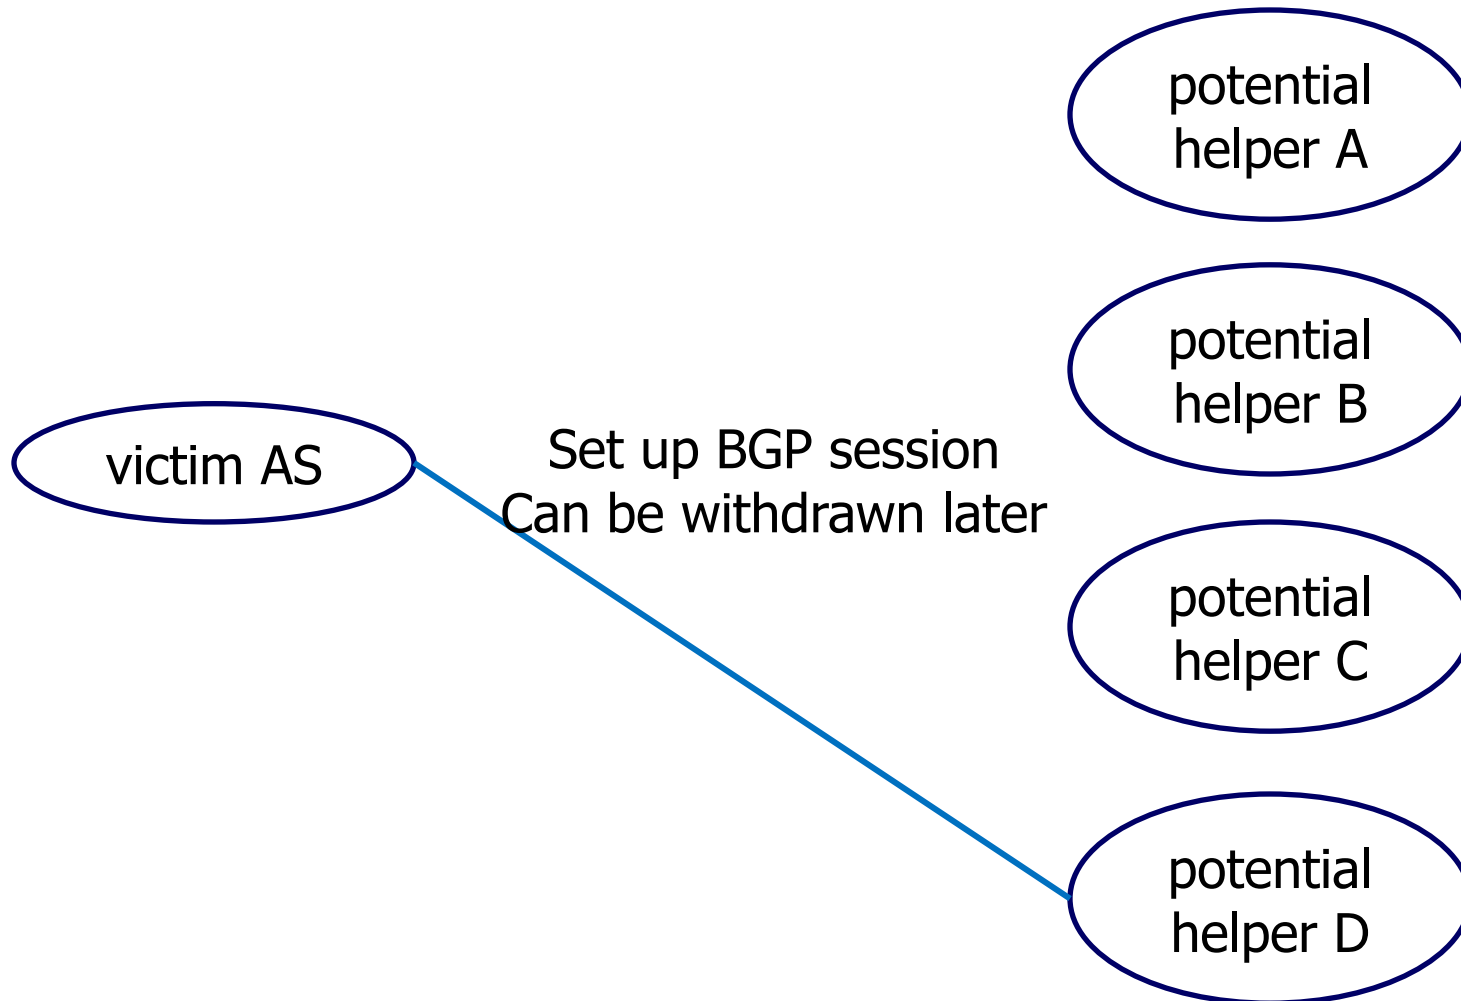 potential
helper A
potential
helper B
victim AS
Set up BGP session
Can be withdrawn later
potential
helper C
potential
helper D